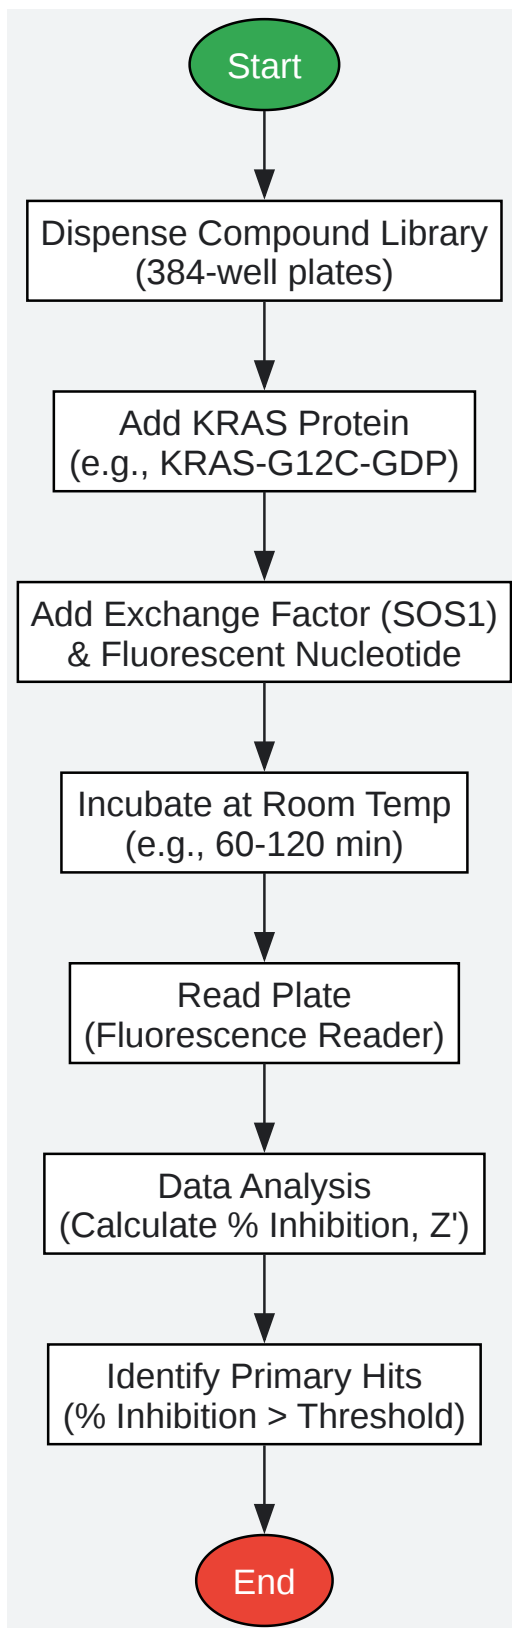 Start
Dispense Compound Library
(384-well plates)
Add KRAS Protein
(e.g., KRAS-G12C-GDP)
Add Exchange Factor (SOS1)
& Fluorescent Nucleotide
Incubate at Room Temp
(e.g., 60-120 min)
Read Plate
(Fluorescence Reader)
Data Analysis
(Calculate % Inhibition, Z')
Identify Primary Hits
(% Inhibition > Threshold)
End